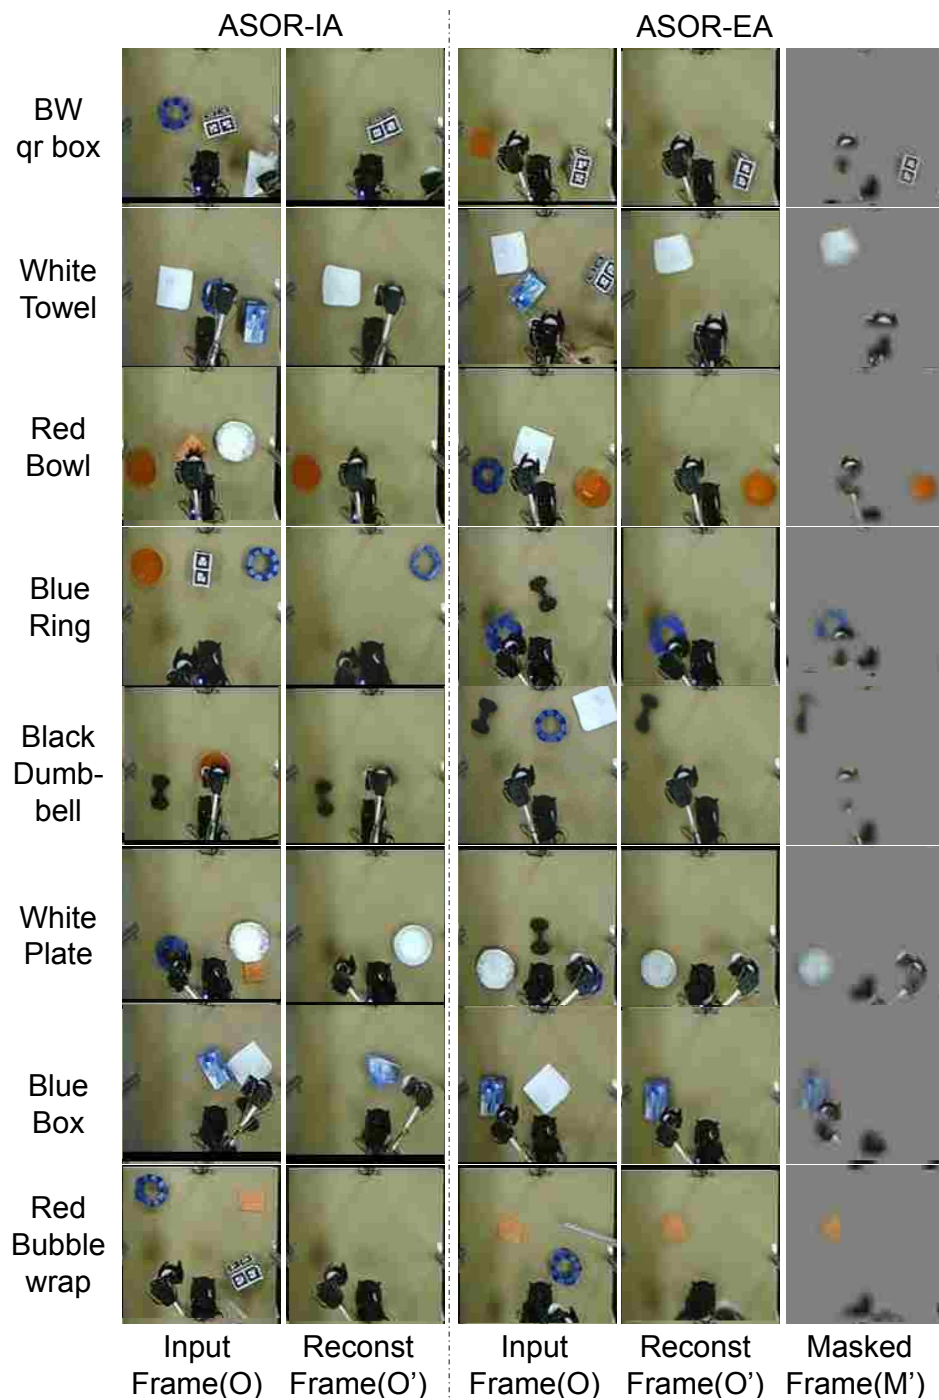 ASOR-IA
ASOR-EA
BW
qr box
White
Towel
Red
Bowl
Blue
Ring
Black
Dumb-
bell
White
Plate
Blue
Box
Red
Bubble
wrap
Input
Frame(O)
Reconst
Frame(O’)
Input
Frame(O)
Reconst
Frame(O’)
Masked
Frame(M’)